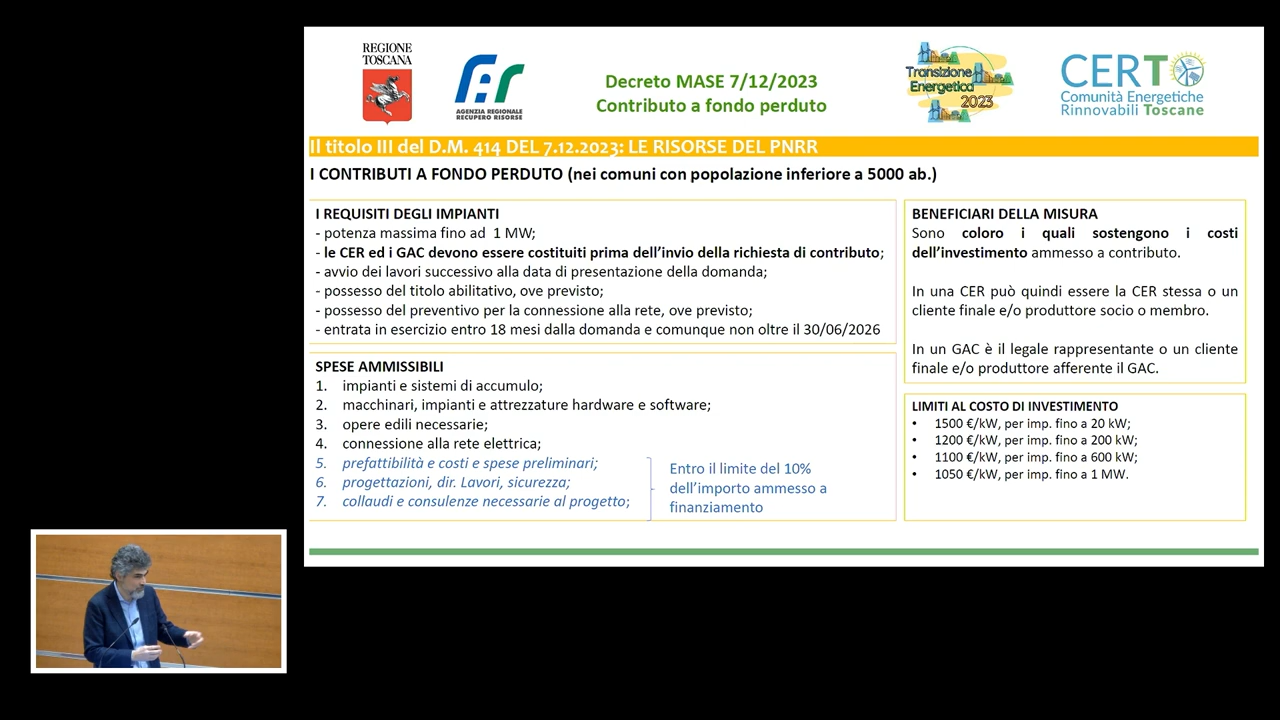 REGIONE
TOSCANA
AGENZIA REGIONALE
RECUPERO RISORSE
Decreto MASE 7/12/2023
Contributo a fondo perduto
Transizione
Energetica
2023
CERT
Comunità Energetiche
Rinnovabili Toscane
Il titolo III del D.M. 414 DEL 7.12.2023: LE RISORSE DEL PNRR
I CONTRIBUTI A FONDO PERDUTO (nei comuni con popolazione inferiore a 5000 ab.)
I REQUISITI DEGLI IMPIANTI
- potenza massima fino ad 1 MW;
- le CER ed i GAC devono essere costituiti prima dell'invio della richiesta di contributo;
- avvio dei lavori successivo alla data di presentazione della domanda;
- possesso del titolo abilitativo, ove previsto;
- possesso del preventivo per la connessione alla rete, ove previsto;
- entrata in esercizio entro 18 mesi dalla domanda e comunque non oltre il 30/06/2026
SPESE AMMISSIBILI
1. impianti e sistemi di accumulo;
2. macchinari, impianti e attrezzature hardware e software;
3. opere edili necessarie;
4. connessione alla rete elettrica;
5. prefattibilità e costi e spese preliminari;
6. progettazioni, dir. Lavori, sicurezza;
7. collaudi e consulenze necessarie al progetto;
Entro il limite del 10%
dell'importo ammesso a
finanziamento
BENEFICIARI DELLA MISURA
Sono coloro i quali sostengono i costi
dell'investimento ammesso a contributo.
In una CER può quindi essere la CER stessa o un
cliente finale e/o produttore socio o membro.
In un GAC è il legale rappresentante o un cliente
finale e/o produttore afferente il GAC.
LIMITI AL COSTO DI INVESTIMENTO
• 1500 €/kW, per imp. fino a 20 kW;
• 1200 €/kW, per imp. fino a 200 kW;
• 1100 €/kW, per imp. fino a 600 kW;
• 1050 €/kW, per imp. fino a 1 MW.